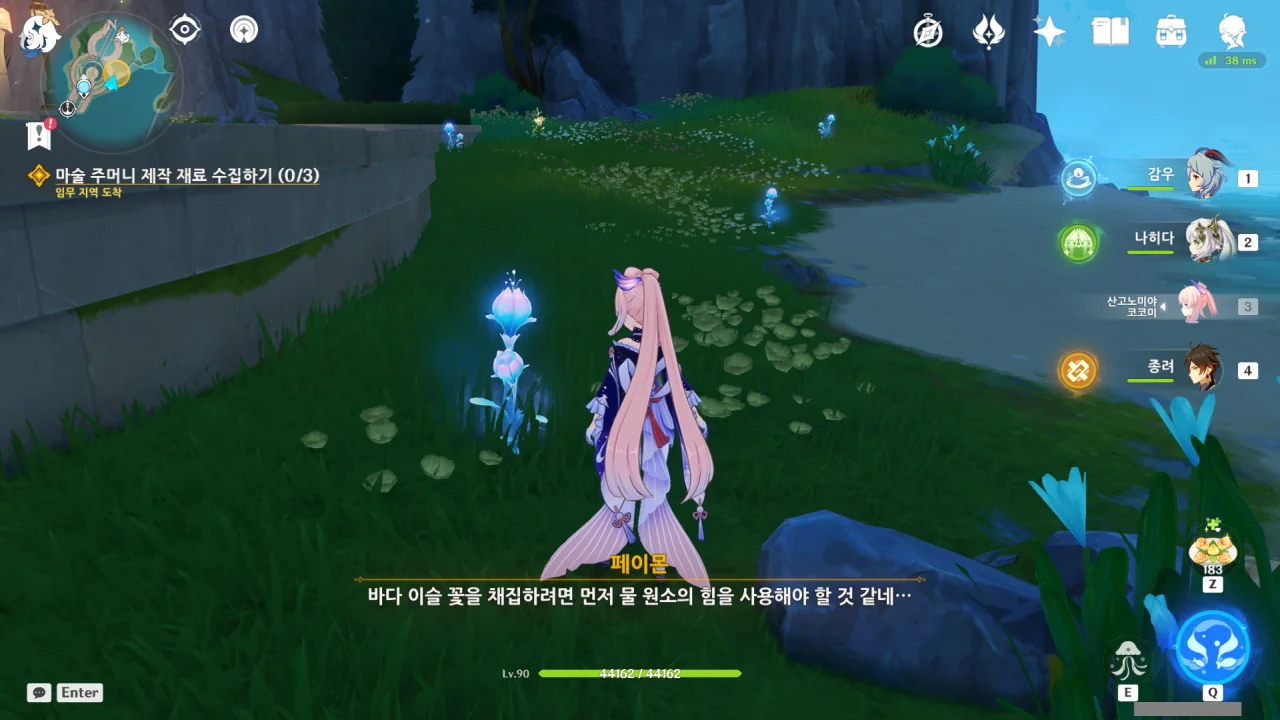 N
38 ms
마술 주머니 제작 재료 수집하기 (0/3)
임무 지역 도착
감우 1
나히다 2
산고노미야
코코미 3
종려 4
페이몬
바다 이슬 꽃을 채집하려면 먼저 물 원소의 힘을 사용해야 할 것 같네…
183
Z
Lv.90 44162 / 44162
Enter
E
Q